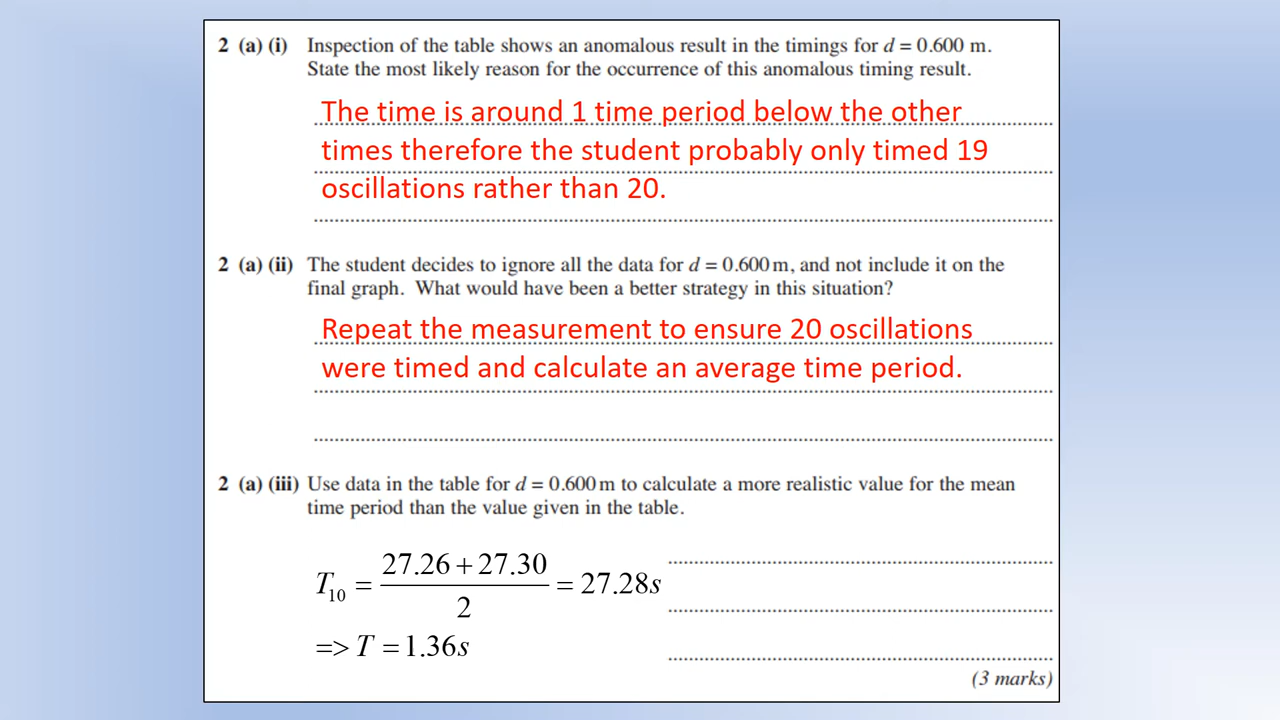 2 (a) (i) Inspection of the table shows an anomalous result in the timings for d = 0.600 m.
State the most likely reason for the occurrence of this anomalous timing result.
The time is around 1 time period below the other
times therefore the student probably only timed 19
oscillations rather than 20.
2 (a) (ii) The student decides to ignore all the data for d = 0.600 m, and not include it on the
final graph. What would have been a better strategy in this situation?
Repeat the measurement to ensure 20 oscillations
were timed and calculate an average time period.
2 (a) (iii) Use data in the table for d = 0.600 m to calculate a more realistic value for the mean
time period than the value given in the table.
T₁₀ = (27.26 + 27.30) / 2 = 27.28s
=> T = 1.36s
(3 marks)